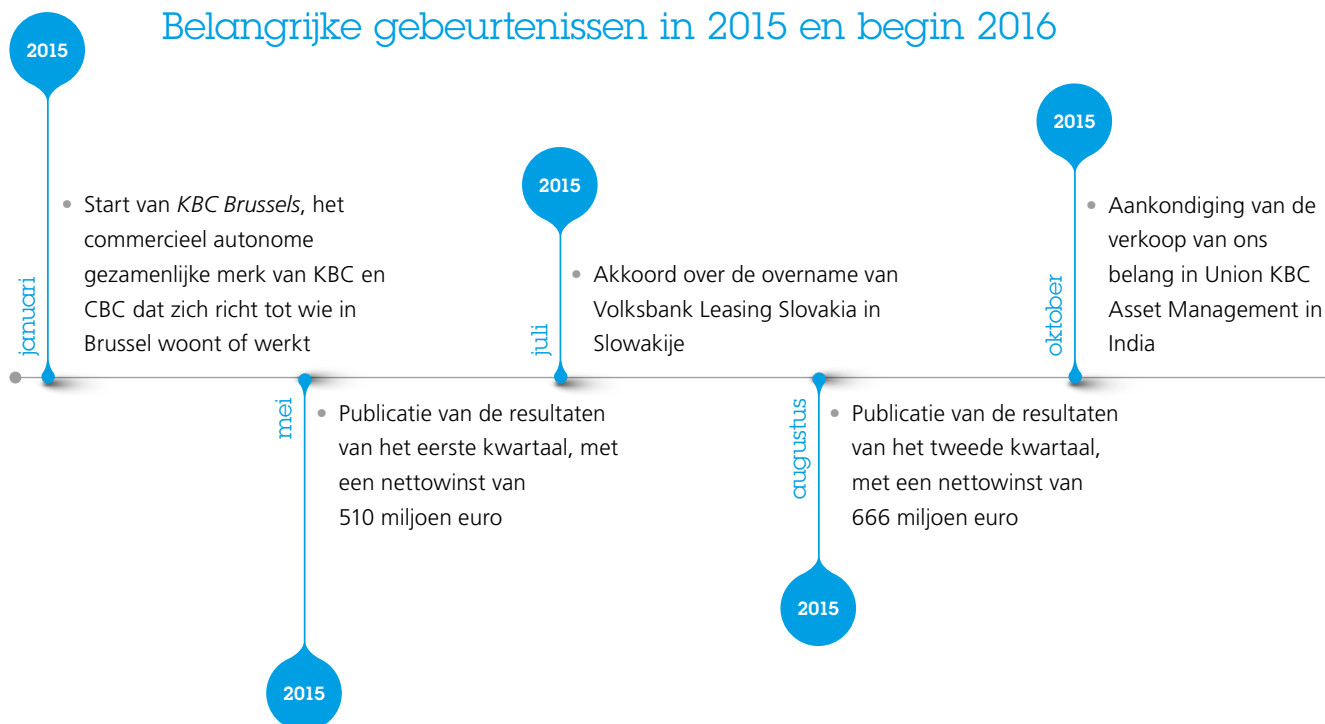 Belangrijke gebeurtenissen in 2015 en begin 2016
2015
januari
• Start van KBC Brussels, het
commercieel autonome
gezamenlijke merk van KBC en
CBC dat zich richt tot wie in
Brussel woont of werkt
mei
• Publicatie van de resultaten
van het eerste kwartaal, met
een nettowinst van
510 miljoen euro
2015
2015
juli
• Akkoord over de overname van
Volksbank Leasing Slovakia in
Slowakije
augustus
• Publicatie van de resultaten
van het tweede kwartaal,
met een nettowinst van
666 miljoen euro
2015
2015
oktober
• Aankondiging van de
verkoop van ons
belang in Union KBC
Asset Management in
India